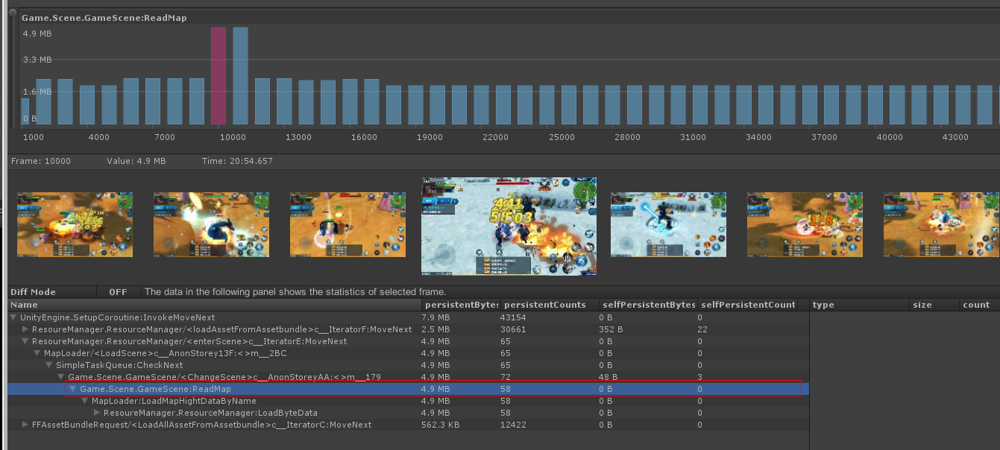 Game.Scene.GameScene:ReadMap
4.9 MB
3.3 MB
1.6 MB
0 B
1000 4000 7000 10000 13000 16000 19000 22000 25000 28000 31000 34000 37000 40000 43000
Frame: 10000 Value: 4.9 MB Time: 20:54.657
Diff Mode OFF The data in the following panel shows the statistics of selected frame.
Name persistentBytes persistentCounts selfPersistentBytes selfPersistentCount type size count
UnityEngine.SetupCoroutine:InvokeMoveNext 7.9 MB 43154 0 B 0
ResoureManager.ResourceManager/<loadAssetFromAssetbundle>c__IteratorF:MoveNext 2.5 MB 30661 352 B 22
ResoureManager.ResourceManager/<enterScene>c__IteratorE:MoveNext 4.9 MB 65 0 B 0
MapLoader/<LoadScene>c__AnonStorey13F:<>m__2BC 4.9 MB 65 0 B 0
SimpleTaskQueue:CheckNext 4.9 MB 65 0 B 0
Game.Scene.GameScene/<ChangeScene>c__AnonStoreyAA:<>m__179 4.9 MB 72 48 B 3
Game.Scene.GameScene:ReadMap 4.9 MB 58 0 B 0
MapLoader:LoadMapHightDataByName 4.9 MB 58 0 B 0
ResoureManager.ResourceManager:LoadByteData 4.9 MB 58 0 B 0
FFAssetBundleRequest/<LoadAllAssetFromAssetbundle>c__IteratorC:MoveNext 562.3 KB 12422 0 B 0